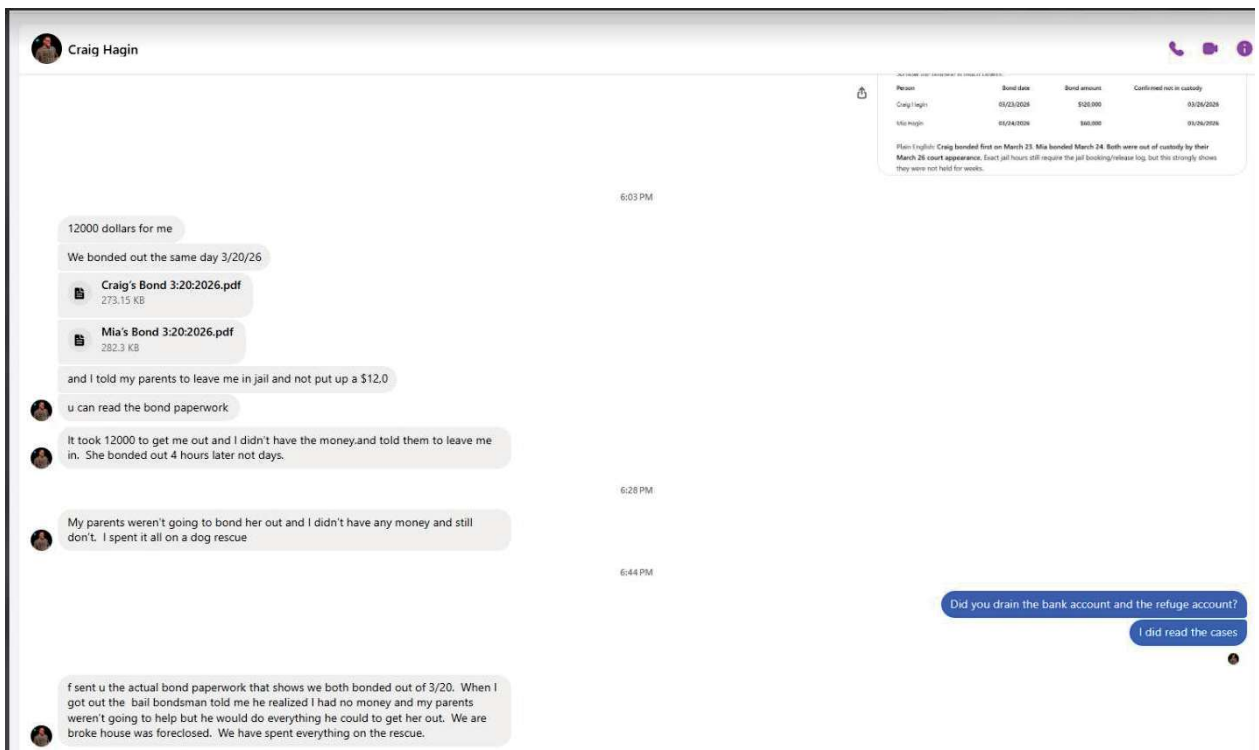 Craig Hagin
Person Bond date Bond amount Confirmed not in custody
Craig Hagin 03/23/2026 $120,000 03/26/2026
Mia Hagin 03/24/2026 $60,000 03/26/2026
Plain English: Craig bonded first on March 23. Mia bonded March 24. Both were out of custody by their
March 26 court appearance. Exact jail hours still require the jail booking/release log, but this strongly shows
they were not held for weeks.
6:03 PM
12000 dollars for me
We bonded out the same day 3/20/26
Craig's Bond 3:20:2026.pdf
273.15 KB
Mia's Bond 3:20:2026.pdf
282.3 KB
and I told my parents to leave me in jail and not put up a $12,0
u can read the bond paperwork
It took 12000 to get me out and I didn't have the money.and told them to leave me
in. She bonded out 4 hours later not days.
6:28 PM
My parents weren't going to bond her out and I didn't have any money and still
don't. I spent it all on a dog rescue
6:44 PM
Did you drain the bank account and the refuge account?
I did read the cases
f sent u the actual bond paperwork that shows we both bonded out of 3/20. When I
got out the bail bondsman told me he realized I had no money and my parents
weren't going to help but he would do everything he could to get her out. We are
broke house was foreclosed. We have spent everything on the rescue.